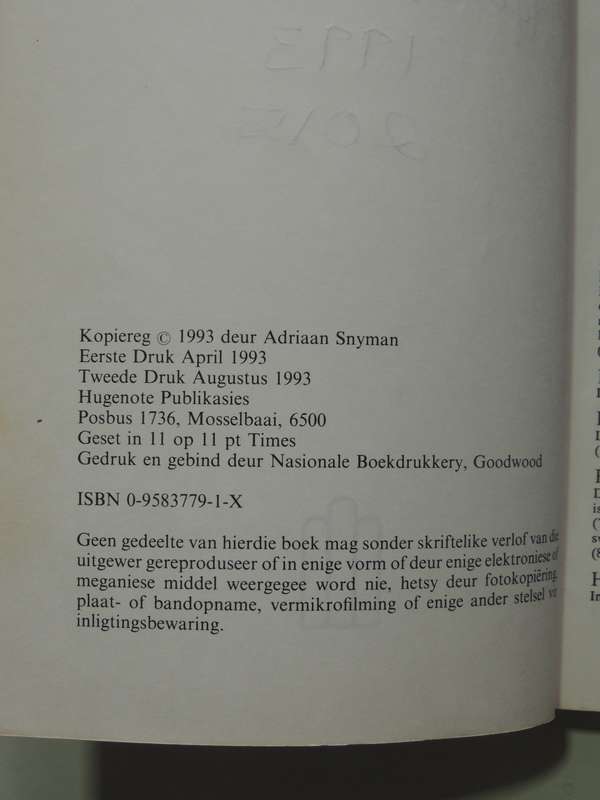 Kopiereg © 1993 deur Adriaan Snyman
Eerste Druk April 1993
Tweede Druk Augustus 1993
Hugenote Publikasies
Posbus 1736, Mosselbaai, 6500
Geset in 11 op 11 pt Times
Gedruk en gebind deur Nasionale Boekdrukkery, Goodwood
ISBN 0-9583779-1-X
Geen gedeelte van hierdie boek mag sonder skriftelike verlof van die
uitgewer gereproduseer of in enige vorm of deur enige elektroniese of
meganiese middel weergegee word nie, hetsy deur fotokopiëring,
plaat- of bandopname, vermikrofilming of enige ander stelsel vir
inligtingsbewaring.